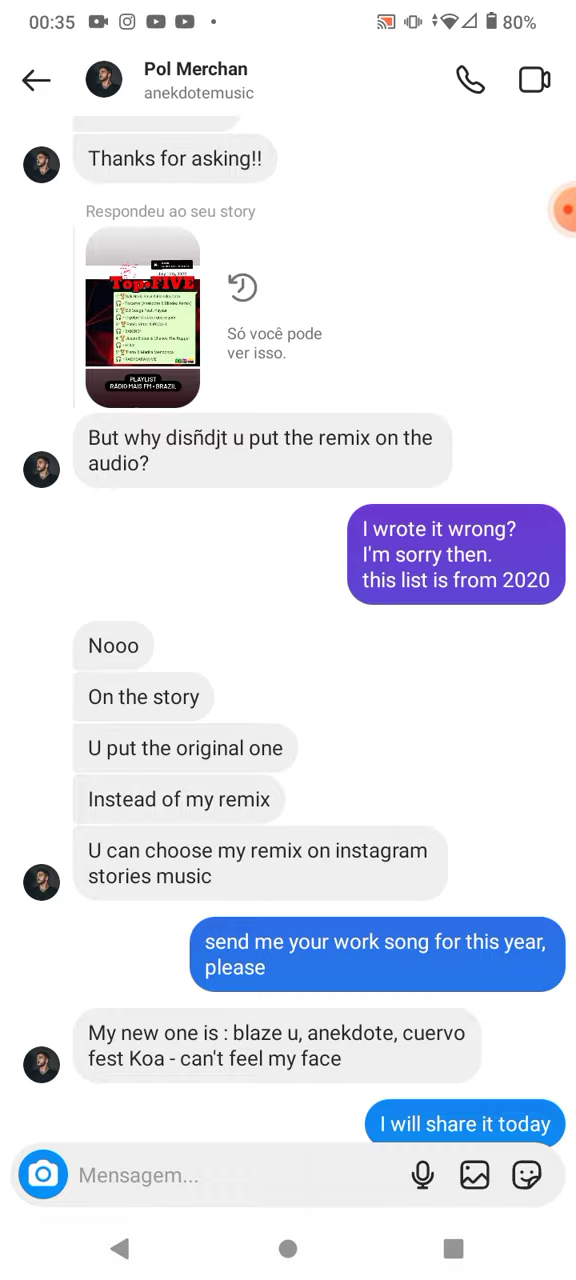 00:35
80%
Pol Merchan
anekdotemusic
Thanks for asking!!
Respondeu ao seu story
Top FIVE
PLAYLIST
RÁDIO MAIS FM - BRAZIL
Só você pode
ver isso.
But why disñdjt u put the remix on the
audio?
I wrote it wrong?
I'm sorry then.
this list is from 2020
Nooo
On the story
U put the original one
Instead of my remix
U can choose my remix on instagram
stories music
send me your work song for this year,
please
My new one is : blaze u, anekdote, cuervo
fest Koa - can't feel my face
I will share it today
Mensagem...